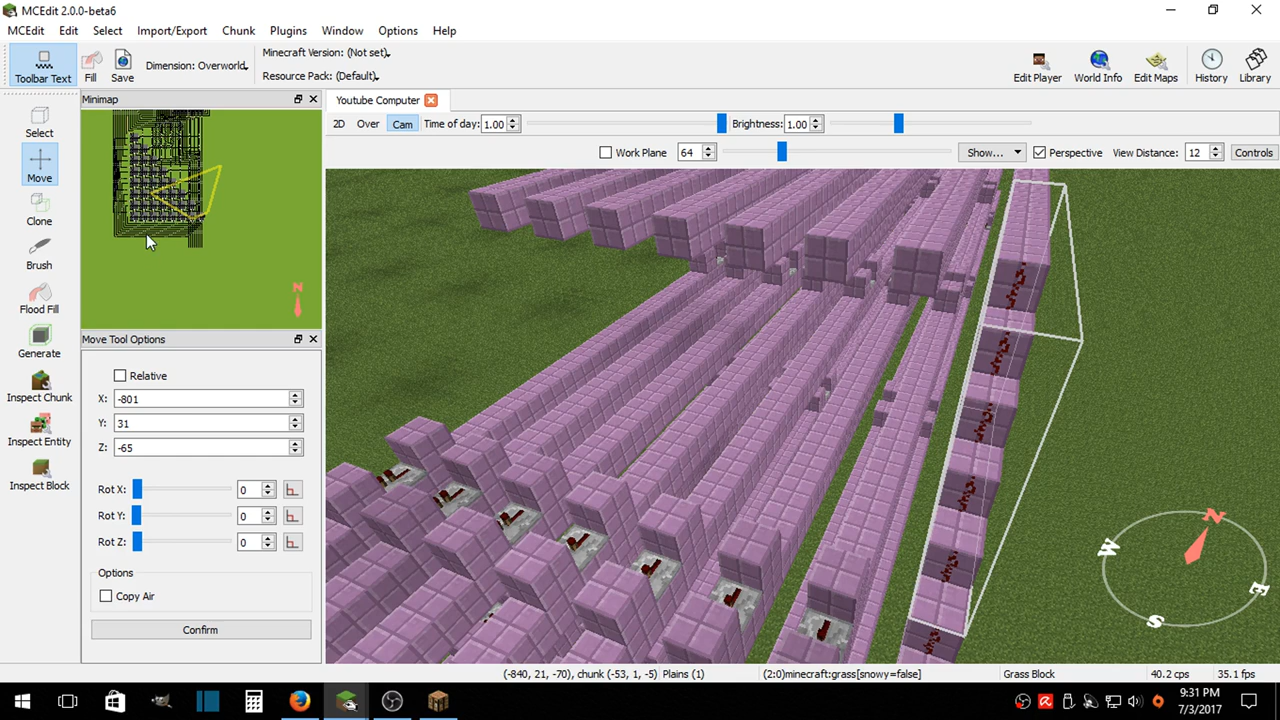 MCEdit 2.0.0-beta6
MCEdit Edit Select Import/Export Chunk Plugins Window Options Help
Toolbar Text
Fill
Save
Dimension: Overworld
Minecraft Version: (Not set)
Resource Pack: (Default)
Edit Player
World Info
Edit Maps
History
Library
Minimap
Youtube Computer
2D Over Cam Time of day: 1.00 Brightness: 1.00
Work Plane 64 Show... Perspective View Distance: 12 Controls
Select
Move
Clone
Brush
Flood Fill
Generate
Inspect Chunk
Inspect Entity
Inspect Block
N
Move Tool Options
Relative
X: -801
Y: 31
Z: -65
Rot X: 0
Rot Y: 0
Rot Z: 0
Options
Copy Air
Confirm
N
W
E
S
(-840, 21, -70), chunk (-53, 1, -5) Plains (1) (2:0)minecraft:grass[snowy=false] Grass Block 40.2 cps 35.1 fps
9:31 PM
7/3/2017